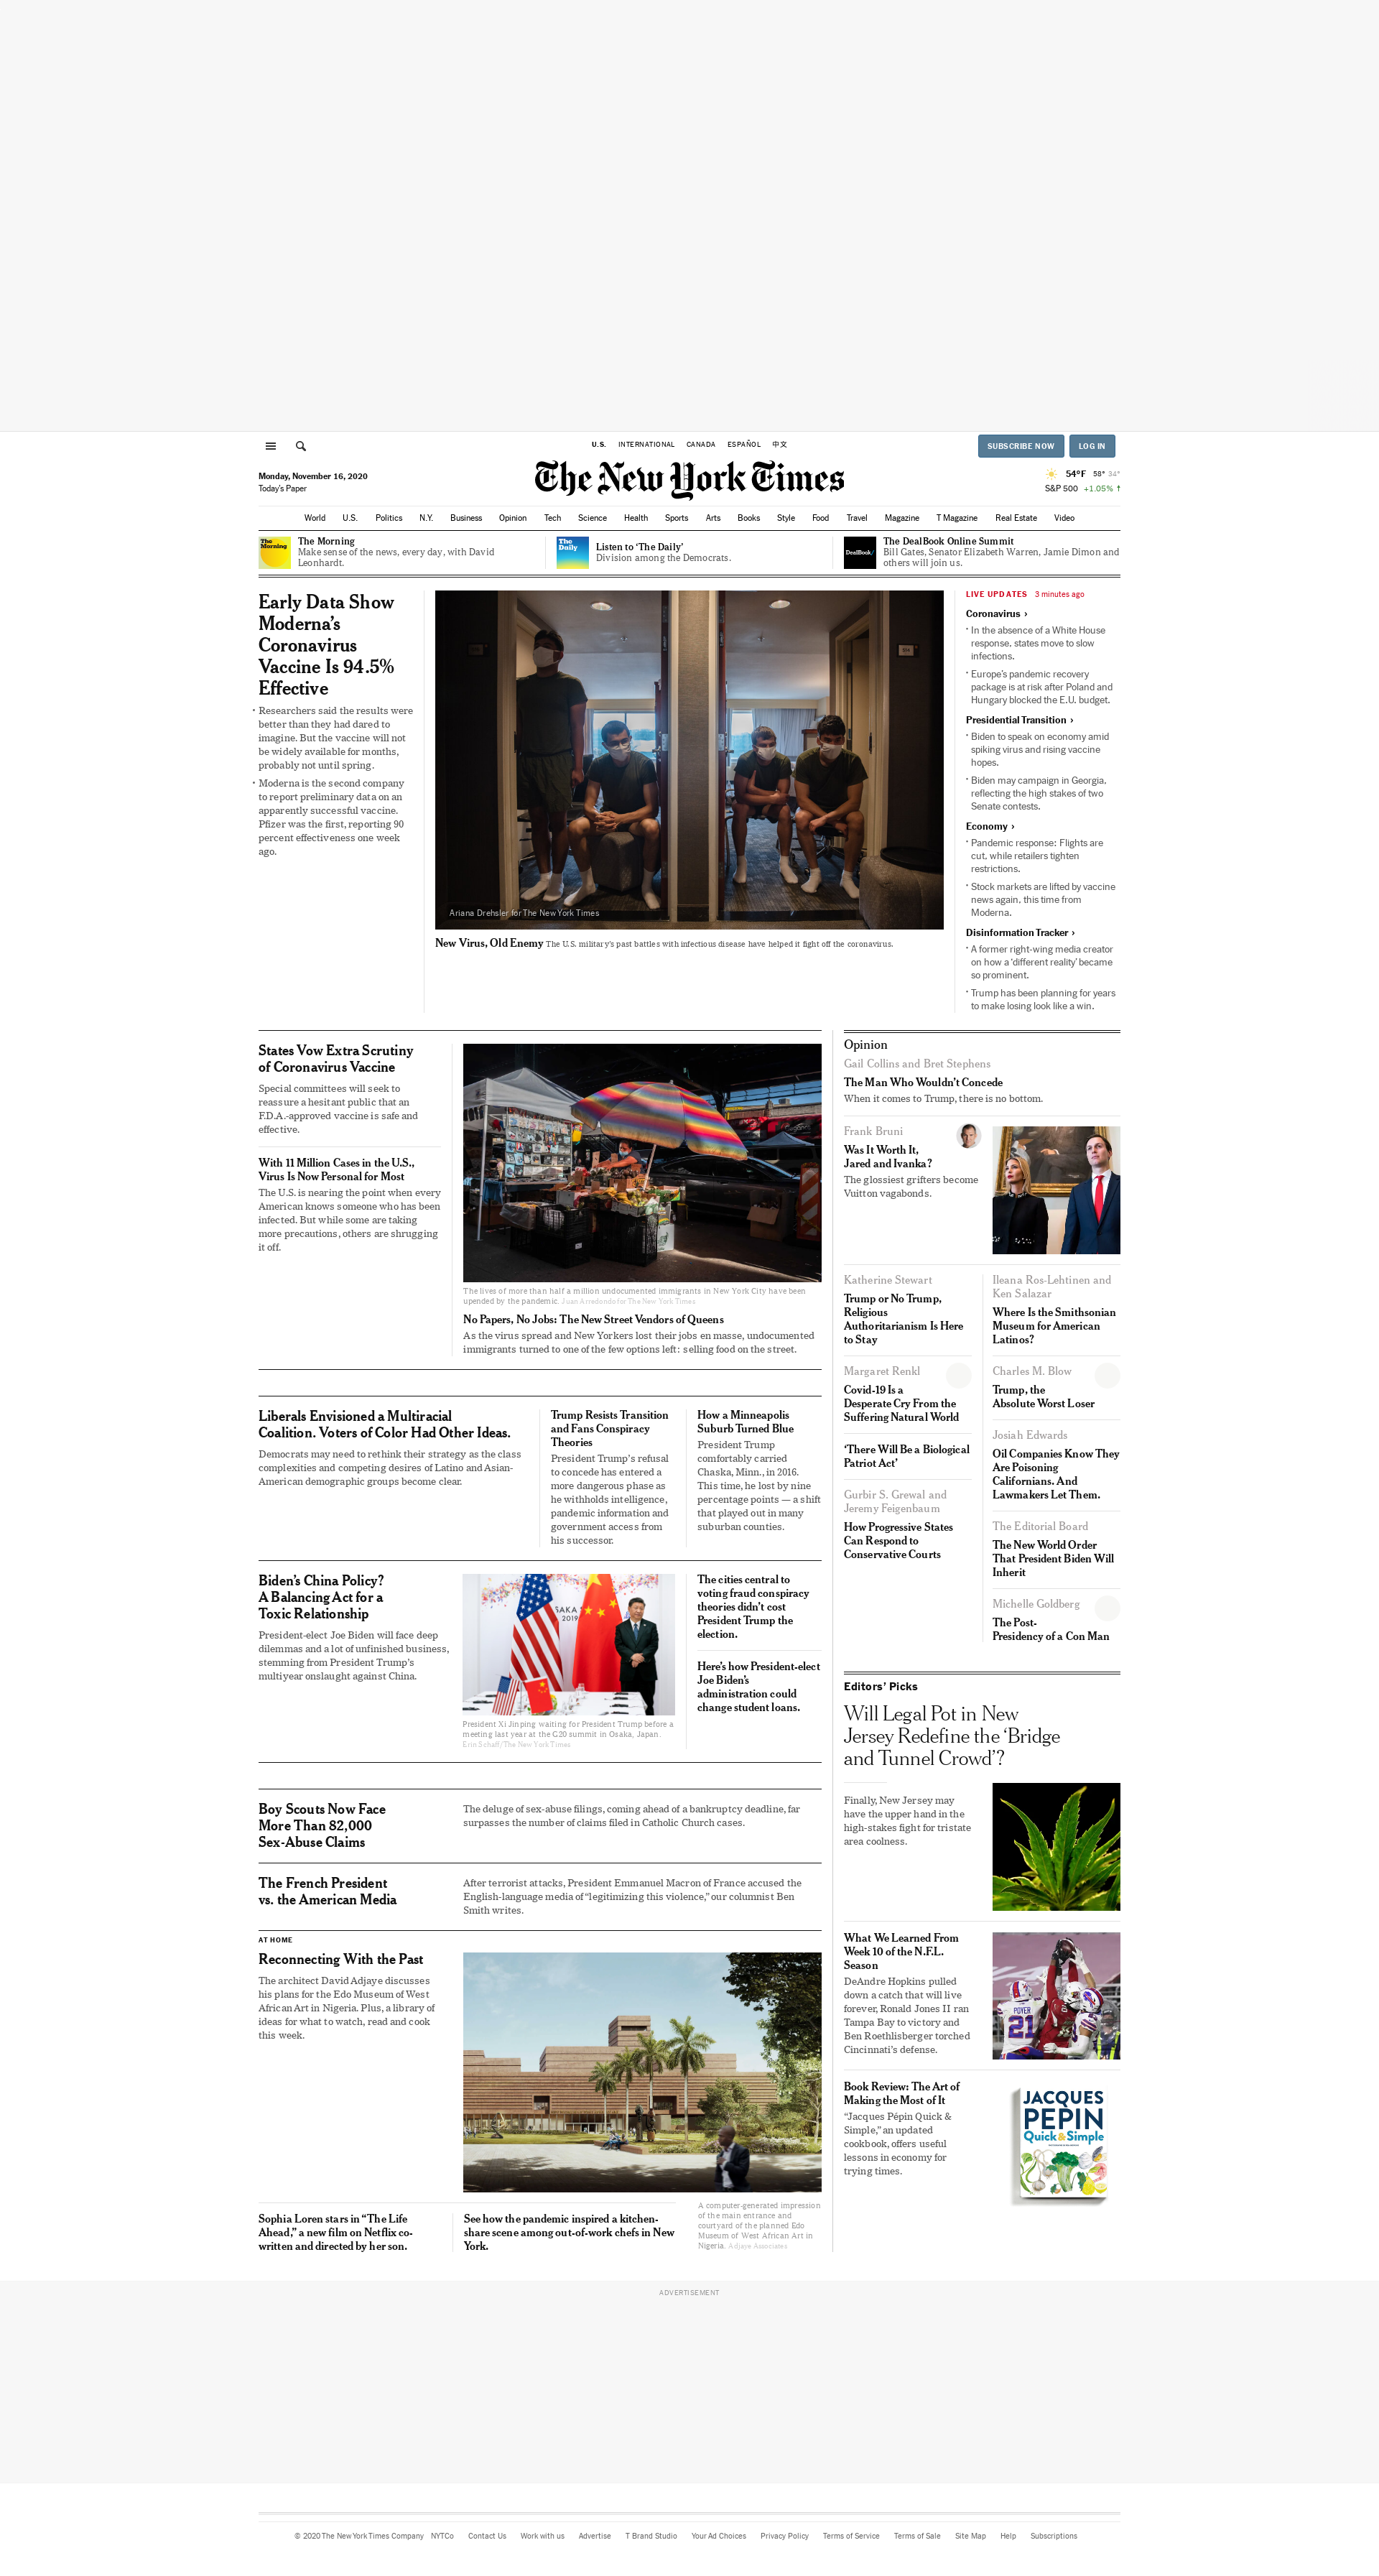 U.S.
INTERNATIONAL
CANADA
ESPAÑOL
中文
SUBSCRIBE NOW
LOG IN
Monday, November 16, 2020
Today's Paper
The New York Times
54°F 58° 34°
S&P 500 +1.05% ↑
World U.S. Politics N.Y. Business Opinion Tech Science Health Sports Arts Books Style Food Travel Magazine T Magazine Real Estate Video
The
Morning
The Morning
Make sense of the news, every day, with David
Leonhardt.
The
Daily
Listen to ‘The Daily’
Division among the Democrats.
DealBook/
The DealBook Online Summit
Bill Gates, Senator Elizabeth Warren, Jamie Dimon and
others will join us.
Early Data Show
Moderna’s
Coronavirus
Vaccine Is 94.5%
Effective
• Researchers said the results were
better than they had dared to
imagine. But the vaccine will not
be widely available for months,
probably not until spring.
• Moderna is the second company
to report preliminary data on an
apparently successful vaccine.
Pfizer was the first, reporting 90
percent effectiveness one week
ago.
Ariana Drehsler for The New York Times
New Virus, Old Enemy The U.S. military’s past battles with infectious disease have helped it fight off the coronavirus.
LIVE UPDATES 3 minutes ago
Coronavirus ›
• In the absence of a White House
response, states move to slow
infections.
• Europe’s pandemic recovery
package is at risk after Poland and
Hungary blocked the E.U. budget.
Presidential Transition ›
• Biden to speak on economy amid
spiking virus and rising vaccine
hopes.
• Biden may campaign in Georgia,
reflecting the high stakes of two
Senate contests.
Economy ›
• Pandemic response: Flights are
cut, while retailers tighten
restrictions.
• Stock markets are lifted by vaccine
news again, this time from
Moderna.
Disinformation Tracker ›
• A former right-wing media creator
on how a ‘different reality’ became
so prominent.
• Trump has been planning for years
to make losing look like a win.
States Vow Extra Scrutiny
of Coronavirus Vaccine
Special committees will seek to
reassure a hesitant public that an
F.D.A.-approved vaccine is safe and
effective.
With 11 Million Cases in the U.S.,
Virus Is Now Personal for Most
The U.S. is nearing the point when every
American knows someone who has been
infected. But while some are taking
more precautions, others are shrugging
it off.
The lives of more than half a million undocumented immigrants in New York City have been
upended by the pandemic. Juan Arredondo for The New York Times
No Papers, No Jobs: The New Street Vendors of Queens
As the virus spread and New Yorkers lost their jobs en masse, undocumented
immigrants turned to one of the few options left: selling food on the street.
Liberals Envisioned a Multiracial
Coalition. Voters of Color Had Other Ideas.
Democrats may need to rethink their strategy as the class
complexities and competing desires of Latino and Asian-
American demographic groups become clear.
Trump Resists Transition
and Fans Conspiracy
Theories
President Trump’s refusal
to concede has entered a
more dangerous phase as
he withholds intelligence,
pandemic information and
government access from
his successor.
How a Minneapolis
Suburb Turned Blue
President Trump
comfortably carried
Chaska, Minn., in 2016.
This time, he lost by nine
percentage points — a shift
that played out in many
suburban counties.
Biden’s China Policy?
A Balancing Act for a
Toxic Relationship
President-elect Joe Biden will face deep
dilemmas and a lot of unfinished business,
stemming from President Trump’s
multiyear onslaught against China.
OSAKA S
2019
President Xi Jinping waiting for President Trump before a
meeting last year at the G20 summit in Osaka, Japan.
Erin Schaff/The New York Times
The cities central to
voting fraud conspiracy
theories didn’t cost
President Trump the
election.
Here’s how President-elect
Joe Biden’s
administration could
change student loans.
Boy Scouts Now Face
More Than 82,000
Sex-Abuse Claims
The deluge of sex-abuse filings, coming ahead of a bankruptcy deadline, far
surpasses the number of claims filed in Catholic Church cases.
The French President
vs. the American Media
After terrorist attacks, President Emmanuel Macron of France accused the
English-language media of “legitimizing this violence,” our columnist Ben
Smith writes.
AT HOME
Reconnecting With the Past
The architect David Adjaye discusses
his plans for the Edo Museum of West
African Art in Nigeria. Plus, a library of
ideas for what to watch, read and cook
this week.
A computer-generated impression
of the main entrance and
courtyard of the planned Edo
Museum of West African Art in
Nigeria. Adjaye Associates
Sophia Loren stars in “The Life
Ahead,” a new film on Netflix co-
written and directed by her son.
See how the pandemic inspired a kitchen-
share scene among out-of-work chefs in New
York.
Opinion
Gail Collins and Bret Stephens
The Man Who Wouldn’t Concede
When it comes to Trump, there is no bottom.
Frank Bruni
Was It Worth It,
Jared and Ivanka?
The glossiest grifters become
Vuitton vagabonds.
Katherine Stewart
Trump or No Trump,
Religious
Authoritarianism Is Here
to Stay
Margaret Renkl
Covid-19 Is a
Desperate Cry From the
Suffering Natural World
‘There Will Be a Biological
Patriot Act’
Gurbir S. Grewal and
Jeremy Feigenbaum
How Progressive States
Can Respond to
Conservative Courts
Ileana Ros-Lehtinen and
Ken Salazar
Where Is the Smithsonian
Museum for American
Latinos?
Charles M. Blow
Trump, the
Absolute Worst Loser
Josiah Edwards
Oil Companies Know They
Are Poisoning
Californians. And
Lawmakers Let Them.
The Editorial Board
The New World Order
That President Biden Will
Inherit
Michelle Goldberg
The Post-
Presidency of a Con Man
Editors’ Picks
Will Legal Pot in New
Jersey Redefine the ‘Bridge
and Tunnel Crowd’?
Finally, New Jersey may
have the upper hand in the
high-stakes fight for tristate
area coolness.
What We Learned From
Week 10 of the N.F.L.
Season
DeAndre Hopkins pulled
down a catch that will live
forever, Ronald Jones II ran
Tampa Bay to victory and
Ben Roethlisberger torched
Cincinnati’s defense.
POYER
21
Book Review: The Art of
Making the Most of It
“Jacques Pépin Quick &
Simple,” an updated
cookbook, offers useful
lessons in economy for
trying times.
JACQUES
PÉPIN
Quick & Simple
ADVERTISEMENT
© 2020 The New York Times Company NYTCo Contact Us Work with us Advertise T Brand Studio Your Ad Choices Privacy Policy Terms of Service Terms of Sale Site Map Help Subscriptions